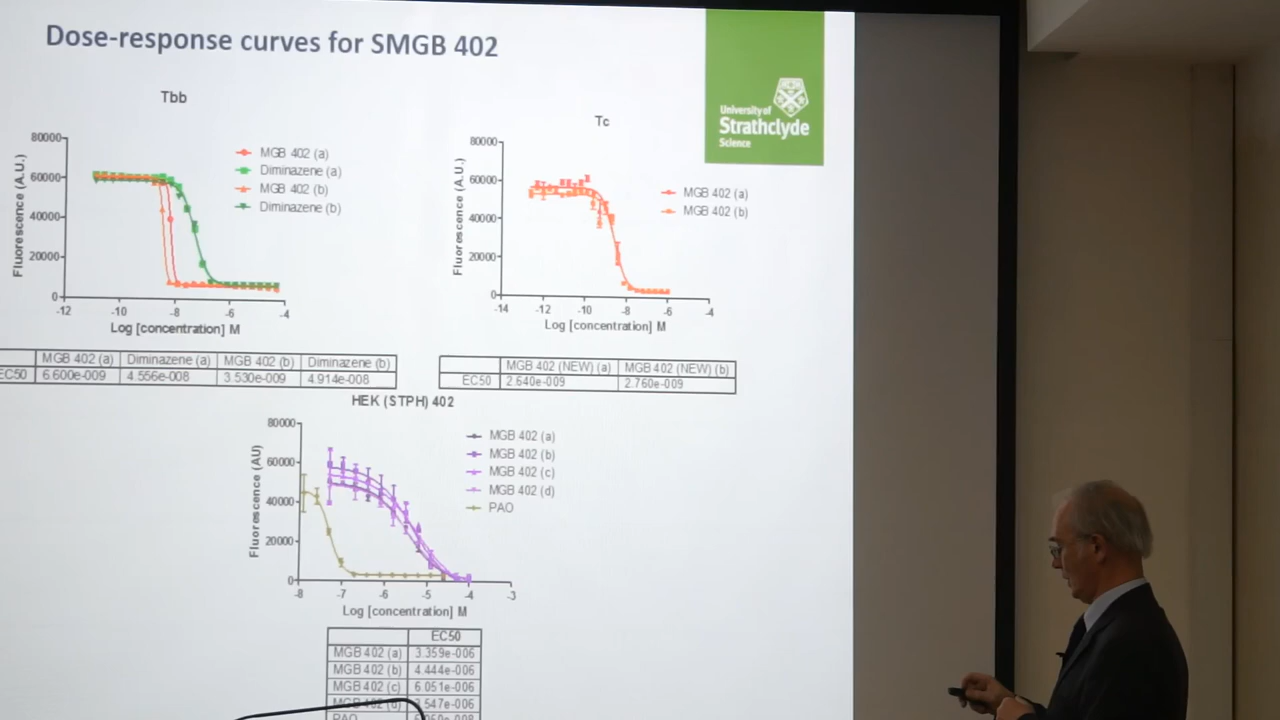 Dose-response curves for SMGB 402
University of
Strathclyde
Science
Tbb
80000
60000
40000
20000
0
Fluorescence (A.U.)
-12 -10 -8 -6 -4
Log [concentration] M
MGB 402 (a)
Diminazene (a)
MGB 402 (b)
Diminazene (b)
MGB 402 (a) Diminazene (a) MGB 402 (b) Diminazene (b)
EC50 6.600e-009 4.556e-008 3.530e-009 4.914e-008
Tc
80000
60000
40000
20000
0
Fluorescence (A.U.)
-14 -12 -10 -8 -6 -4
Log [concentration] M
MGB 402 (a)
MGB 402 (b)
MGB 402 (NEW) (a) MGB 402 (NEW) (b)
EC50 2.640e-009 2.760e-009
HEK (STPH) 402
80000
60000
40000
20000
0
Fluorescence (AU)
-8 -7 -6 -5 -4 -3
Log [concentration] M
MGB 402 (a)
MGB 402 (b)
MGB 402 (c)
MGB 402 (d)
PAO
EC50
MGB 402 (a) 3.359e-006
MGB 402 (b) 4.444e-006
MGB 402 (c) 6.051e-006
MGB 402 (d)
PAO